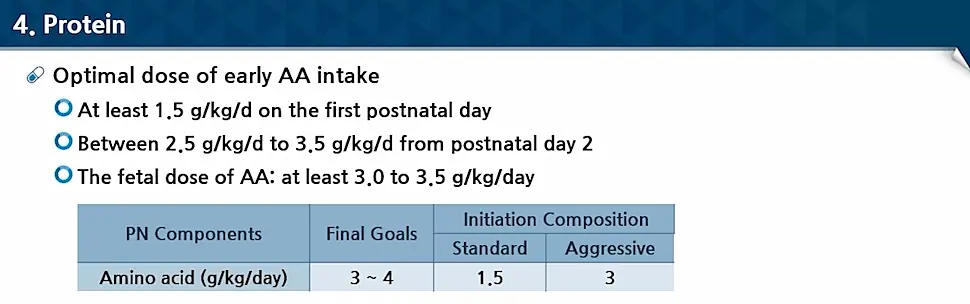 4. Protein
Optimal dose of early AA intake
At least 1.5 g/kg/d on the first postnatal day
Between 2.5 g/kg/d to 3.5 g/kg/d from postnatal day 2
The fetal dose of AA: at least 3.0 to 3.5 g/kg/day
PN Components Final Goals Initiation Composition
Standard Aggressive
Amino acid (g/kg/day) 3 ~ 4 1.5 3